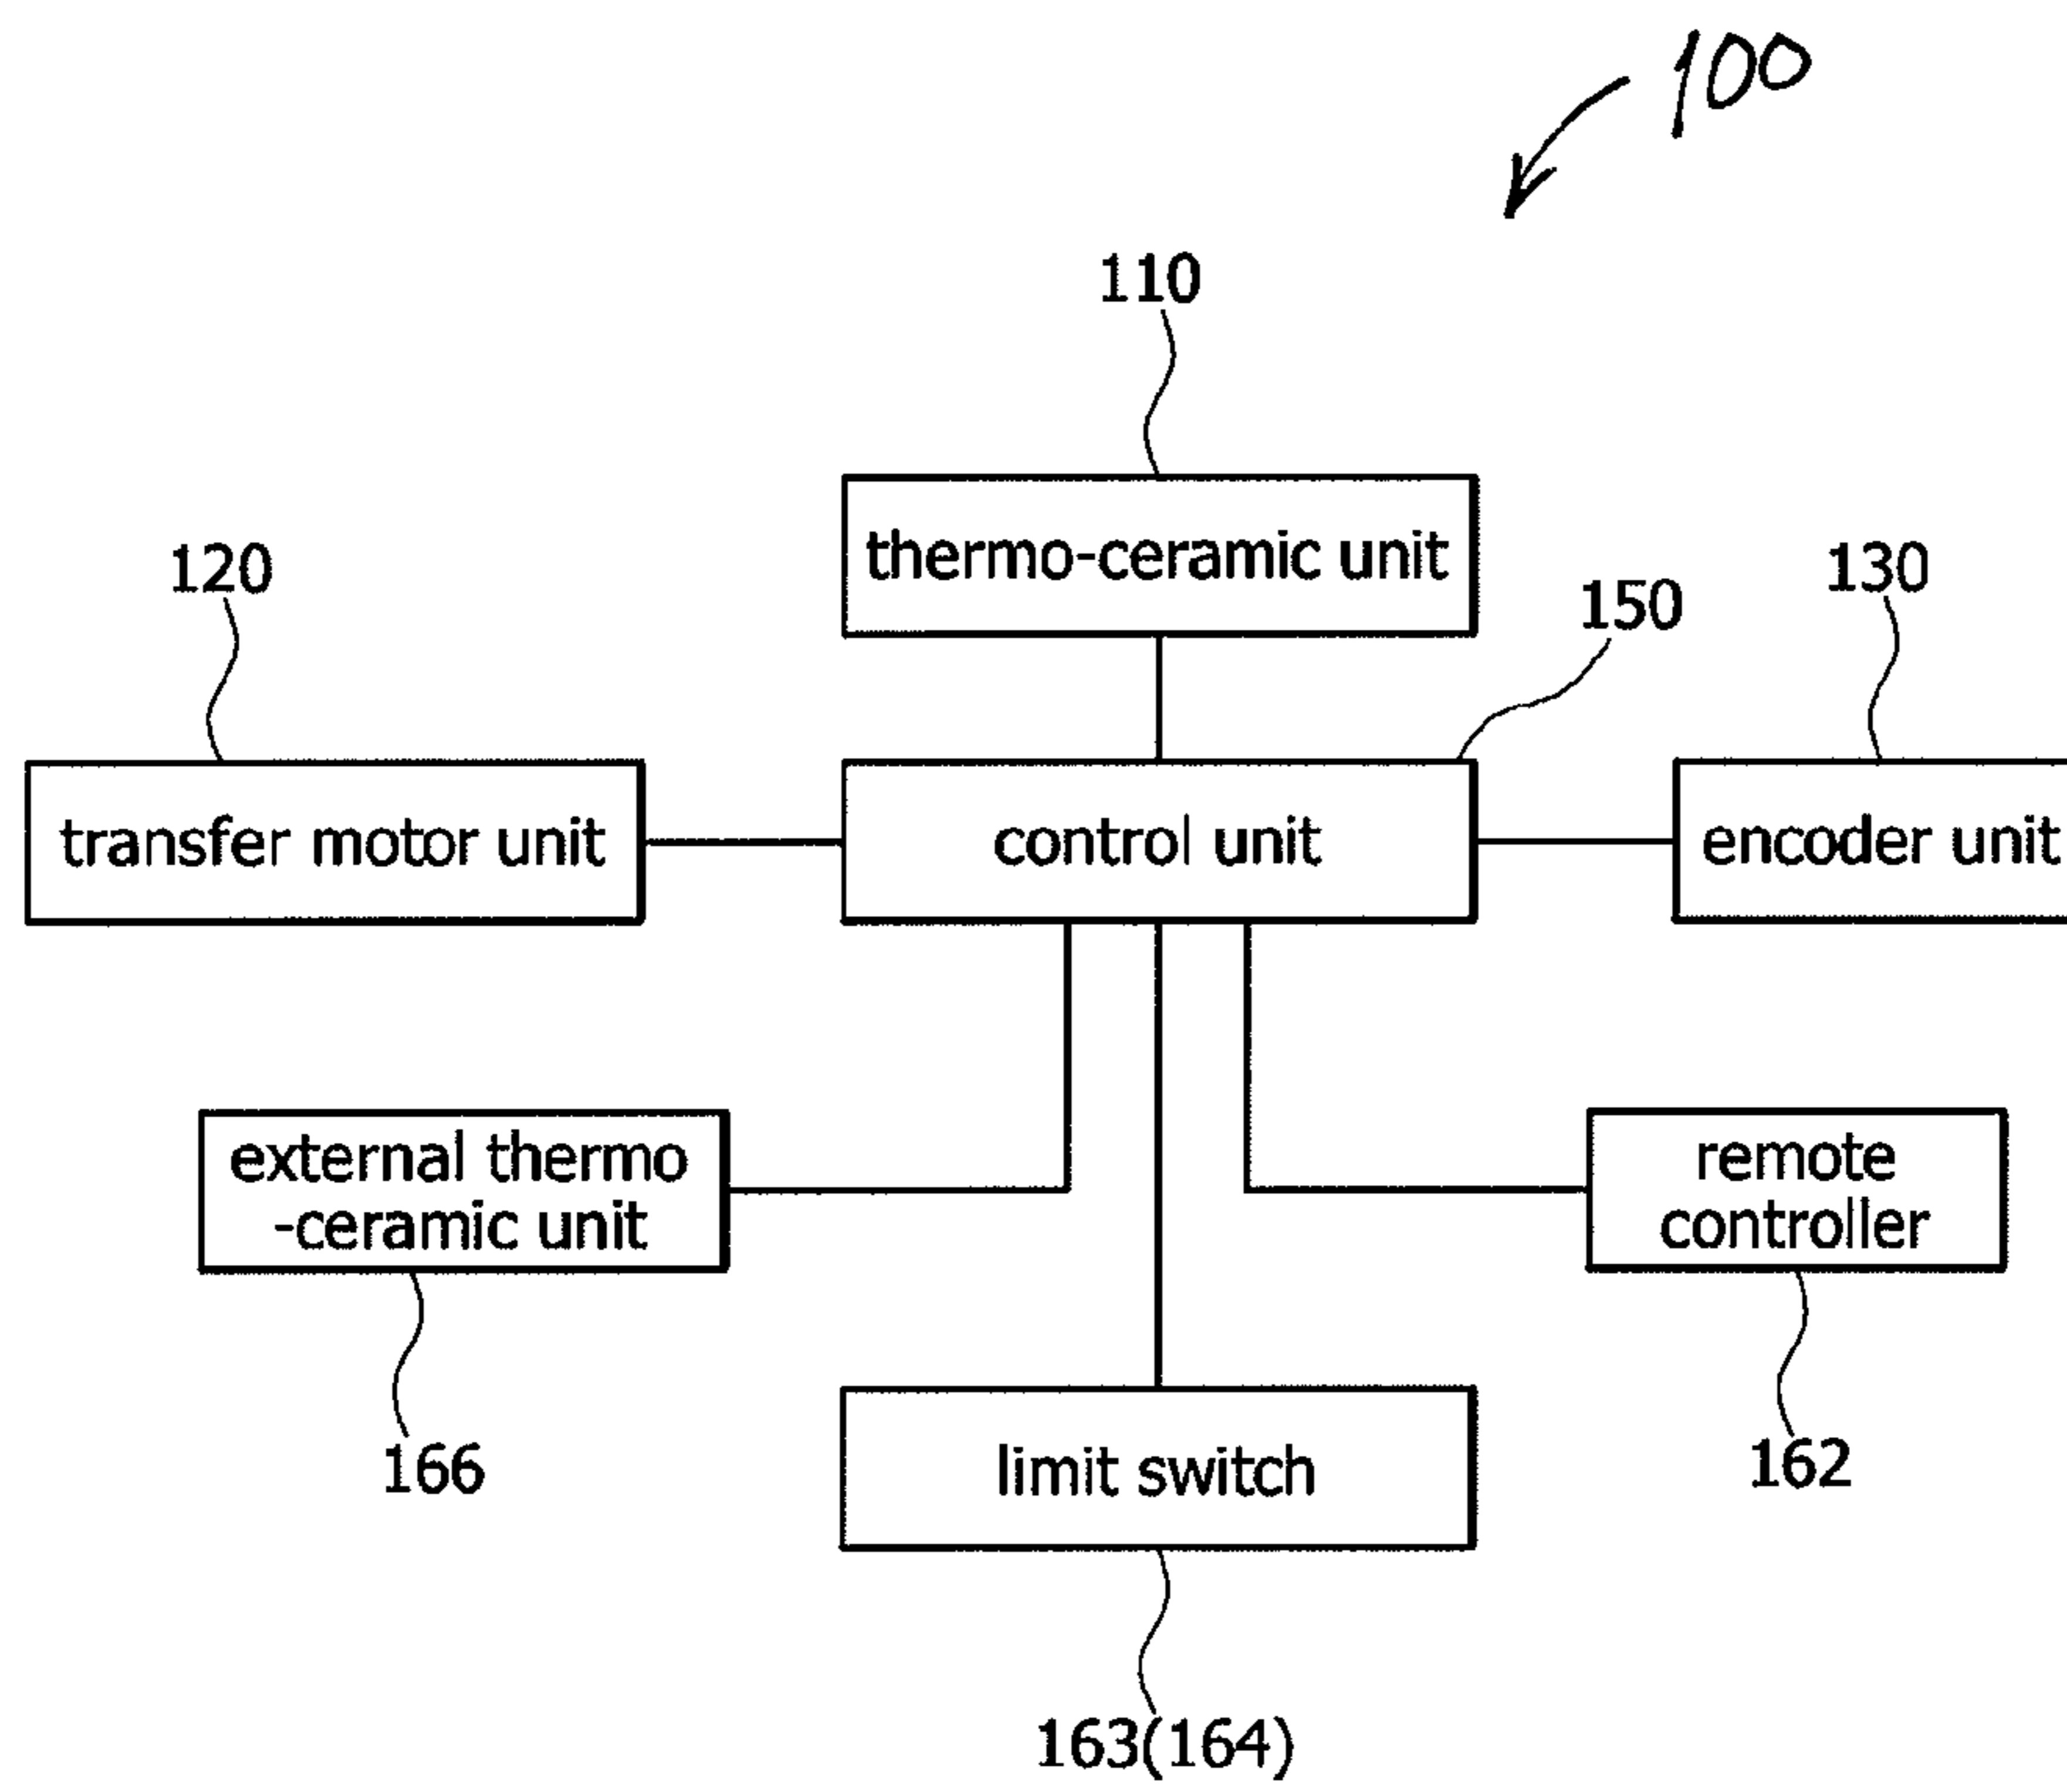 100
110
thermo-ceramic unit
120
150
130
transfer motor unit
control unit
encoder unit
external thermo
-ceramic unit
remote
controller
166
limit switch
162
163(164)